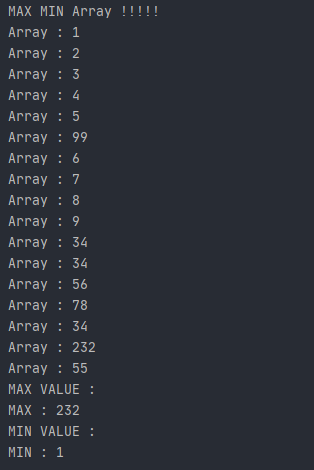 MAX MIN Array !!!!!
Array : 1
Array : 2
Array : 3
Array : 4
Array : 5
Array : 99
Array : 6
Array : 7
Array : 8
Array : 9
Array : 34
Array : 34
Array : 56
Array : 78
Array : 34
Array : 232
Array : 55
MAX VALUE :
MAX : 232
MIN VALUE :
MIN : 1